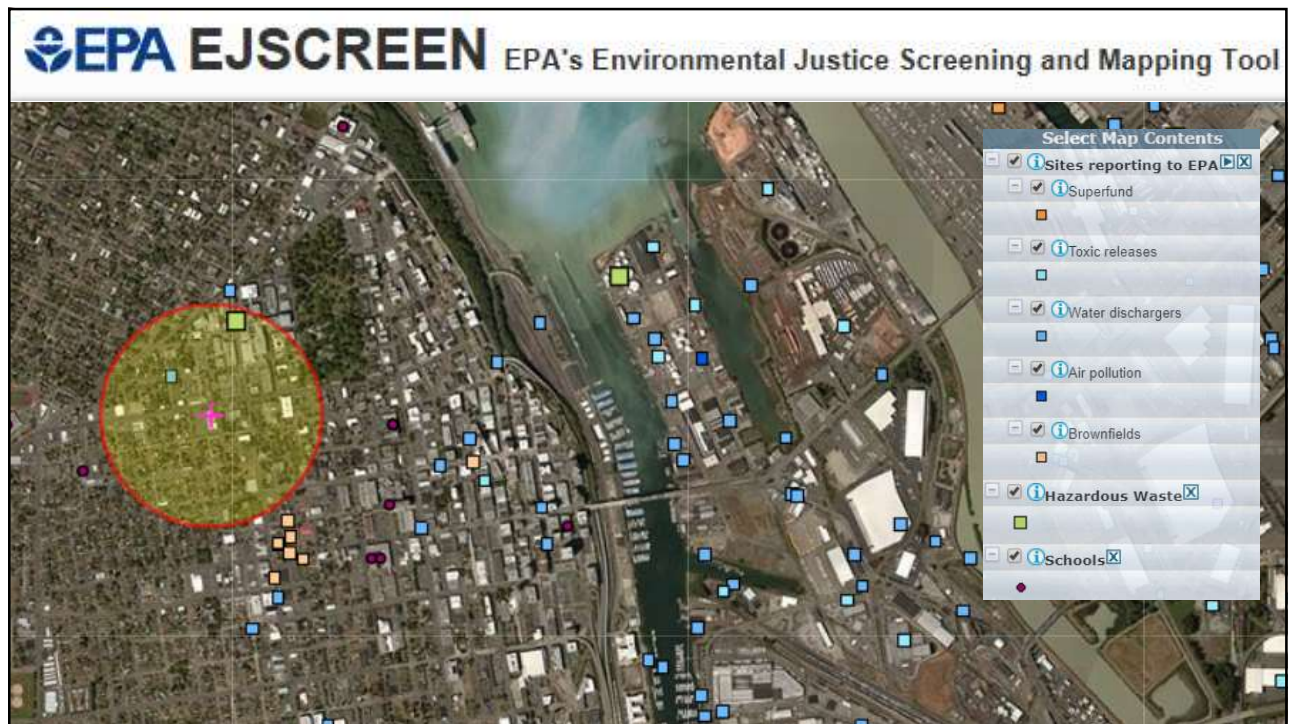 EPA EJSCREEN EPA's Environmental Justice Screening and Mapping Tool
Select Map Contents
Sites reporting to EPA
Superfund
Toxic releases
Water dischargers
Air pollution
Brownfields
Hazardous Waste
Schools